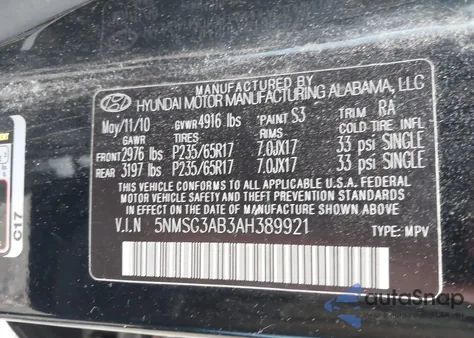 MANUFACTURED BY
HYUNDAI MOTOR MANUFACTURING ALABAMA, LLC
May/11/10 GVWR 4916 lbs PAINT S3 TRIM RA
GAWR TIRES RIMS COLD TIRE INFL
FRONT 2976 lbs P235/65R17 7.0JX17 33 psi SINGLE
REAR 3197 lbs P235/65R17 7.0JX17 33 psi SINGLE
THIS VEHICLE CONFORMS TO ALL APPLICABLE U.S.A. FEDERAL
MOTOR VEHICLE SAFETY, BUMPER AND THEFT PREVENTION STANDARDS
IN EFFECT ON THE DATE OF MANUFACTURE SHOWN ABOVE.
V.I.N 5NMSG3AB3AH389921 TYPE: MPV
C17
autoSnap